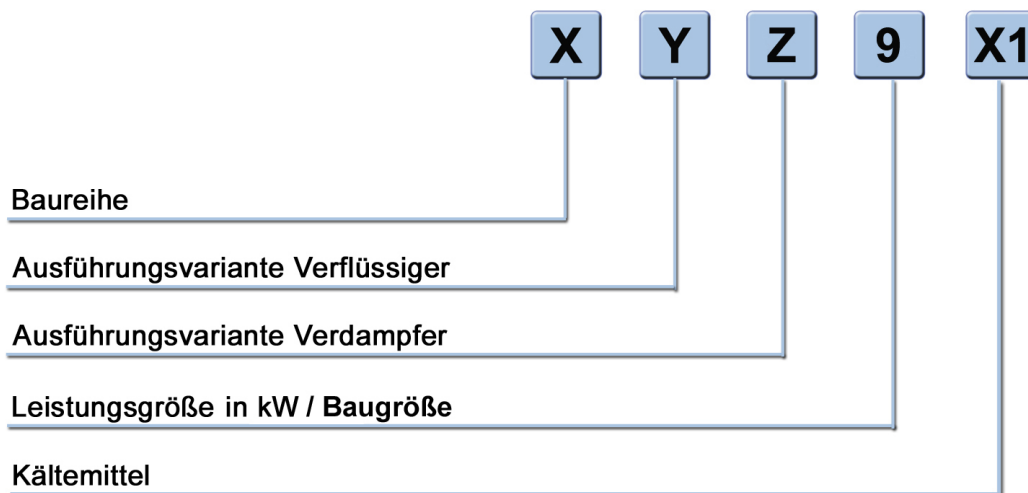 X Y Z 9 X1
Baureihe
Ausführungsvariante Verflüssiger
Ausführungsvariante Verdampfer
Leistungsgröße in kW / Baugröße
Kältemittel